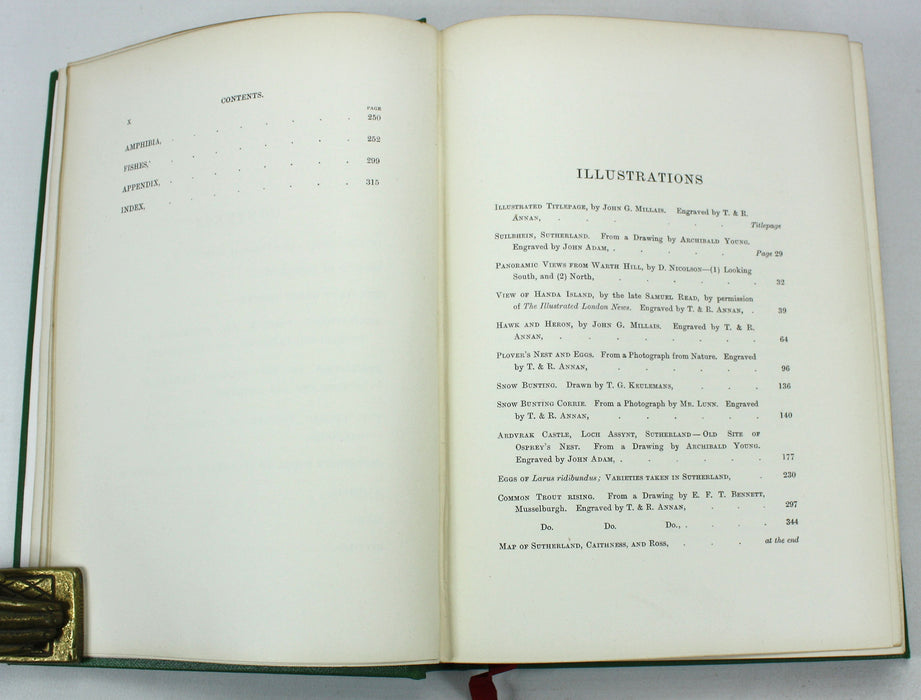 x
CONTENTS.
PAGE
AMPHIBIA, . . . . . . 250
FISHES, . . . . . . 252
APPENDIX, . . . . . . 299
INDEX, . . . . . . 315
ILLUSTRATIONS
ILLUSTRATED TITLEPAGE, by JOHN G. MILLAIS. Engraved by T. & R.
ANNAN, . . . . . . Titlepage
SUILBHEIN, SUTHERLAND. From a Drawing by ARCHIBALD YOUNG.
Engraved by JOHN ADAM, . . . . . Page 29
PANORAMIC VIEWS FROM WARTH HILL, by D. NICOLSON—(1) Looking
South, and (2) North, . . . . . . 32
VIEW OF HANDA ISLAND, by the late SAMUEL READ, by permission
of The Illustrated London News. Engraved by T. & R. ANNAN, . 39
HAWK AND HERON, by JOHN G. MILLAIS. Engraved by T. & R.
ANNAN, . . . . . . . 64
PLOVER'S NEST AND EGGS. From a Photograph from Nature. Engraved
by T. & R. ANNAN, . . . . . . 96
SNOW BUNTING. Drawn by T. G. KEULEMANS, . . . 136
SNOW BUNTING CORRIE. From a Photograph by MR. LUNN. Engraved
by T. & R. ANNAN, . . . . . . 140
ARDVRAK CASTLE, LOCH ASSYNT, SUTHERLAND—OLD SITE OF
OSPREY'S NEST. From a Drawing by ARCHIBALD YOUNG.
Engraved by JOHN ADAM, . . . . . 177
EGGS OF Larus ridibundus; VARIETIES TAKEN IN SUTHERLAND, . 230
COMMON TROUT RISING. From a Drawing by E. F. T. BENNETT,
Musselburgh. Engraved by T. & R. ANNAN, . . . 297
Do. Do. Do., . . . . 344
MAP OF SUTHERLAND, CAITHNESS, AND ROSS, . . . at the end